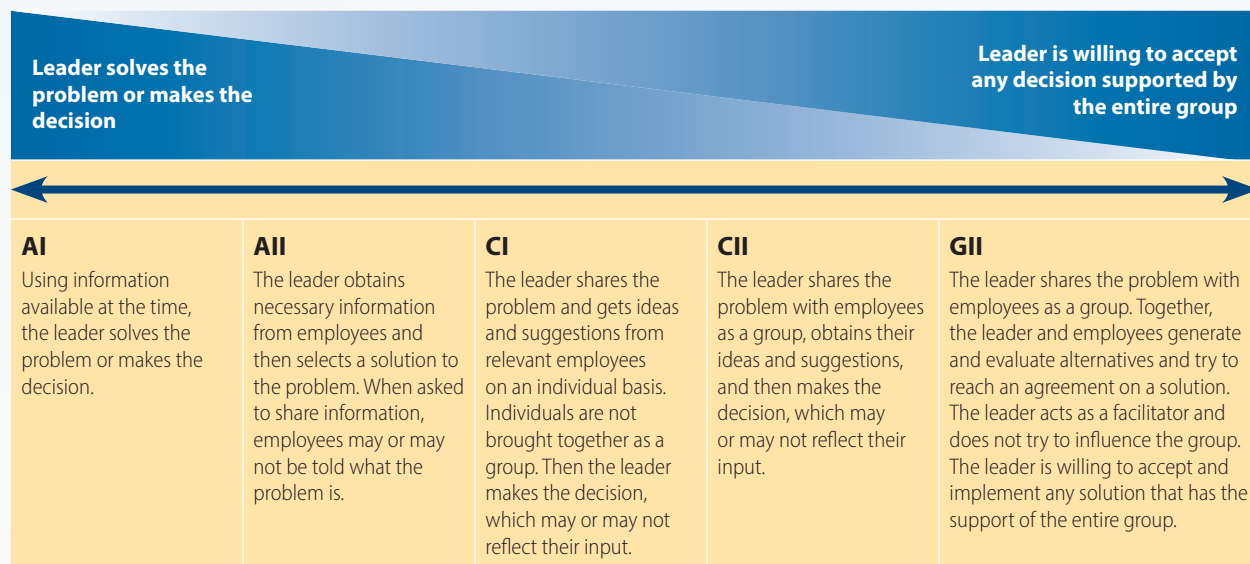 Leader solves the
problem or makes the
decision
Leader is willing to accept
any decision supported by
the entire group
AI
Using information
available at the time,
the leader solves the
problem or makes the
decision.
AII
The leader obtains
necessary information
from employees and
then selects a solution to
the problem. When asked
to share information,
employees may or may
not be told what the
problem is.
CI
The leader shares the
problem and gets ideas
and suggestions from
relevant employees
on an individual basis.
Individuals are not
brought together as a
group. Then the leader
makes the decision,
which may or may not
reflect their input.
CII
The leader shares the
problem with employees
as a group, obtains their
ideas and suggestions,
and then makes the
decision, which may
or may not reflect their
input.
GII
The leader shares the problem with
employees as a group. Together,
the leader and employees generate
and evaluate alternatives and try to
reach an agreement on a solution.
The leader acts as a facilitator and
does not try to influence the group.
The leader is willing to accept and
implement any solution that has the
support of the entire group.